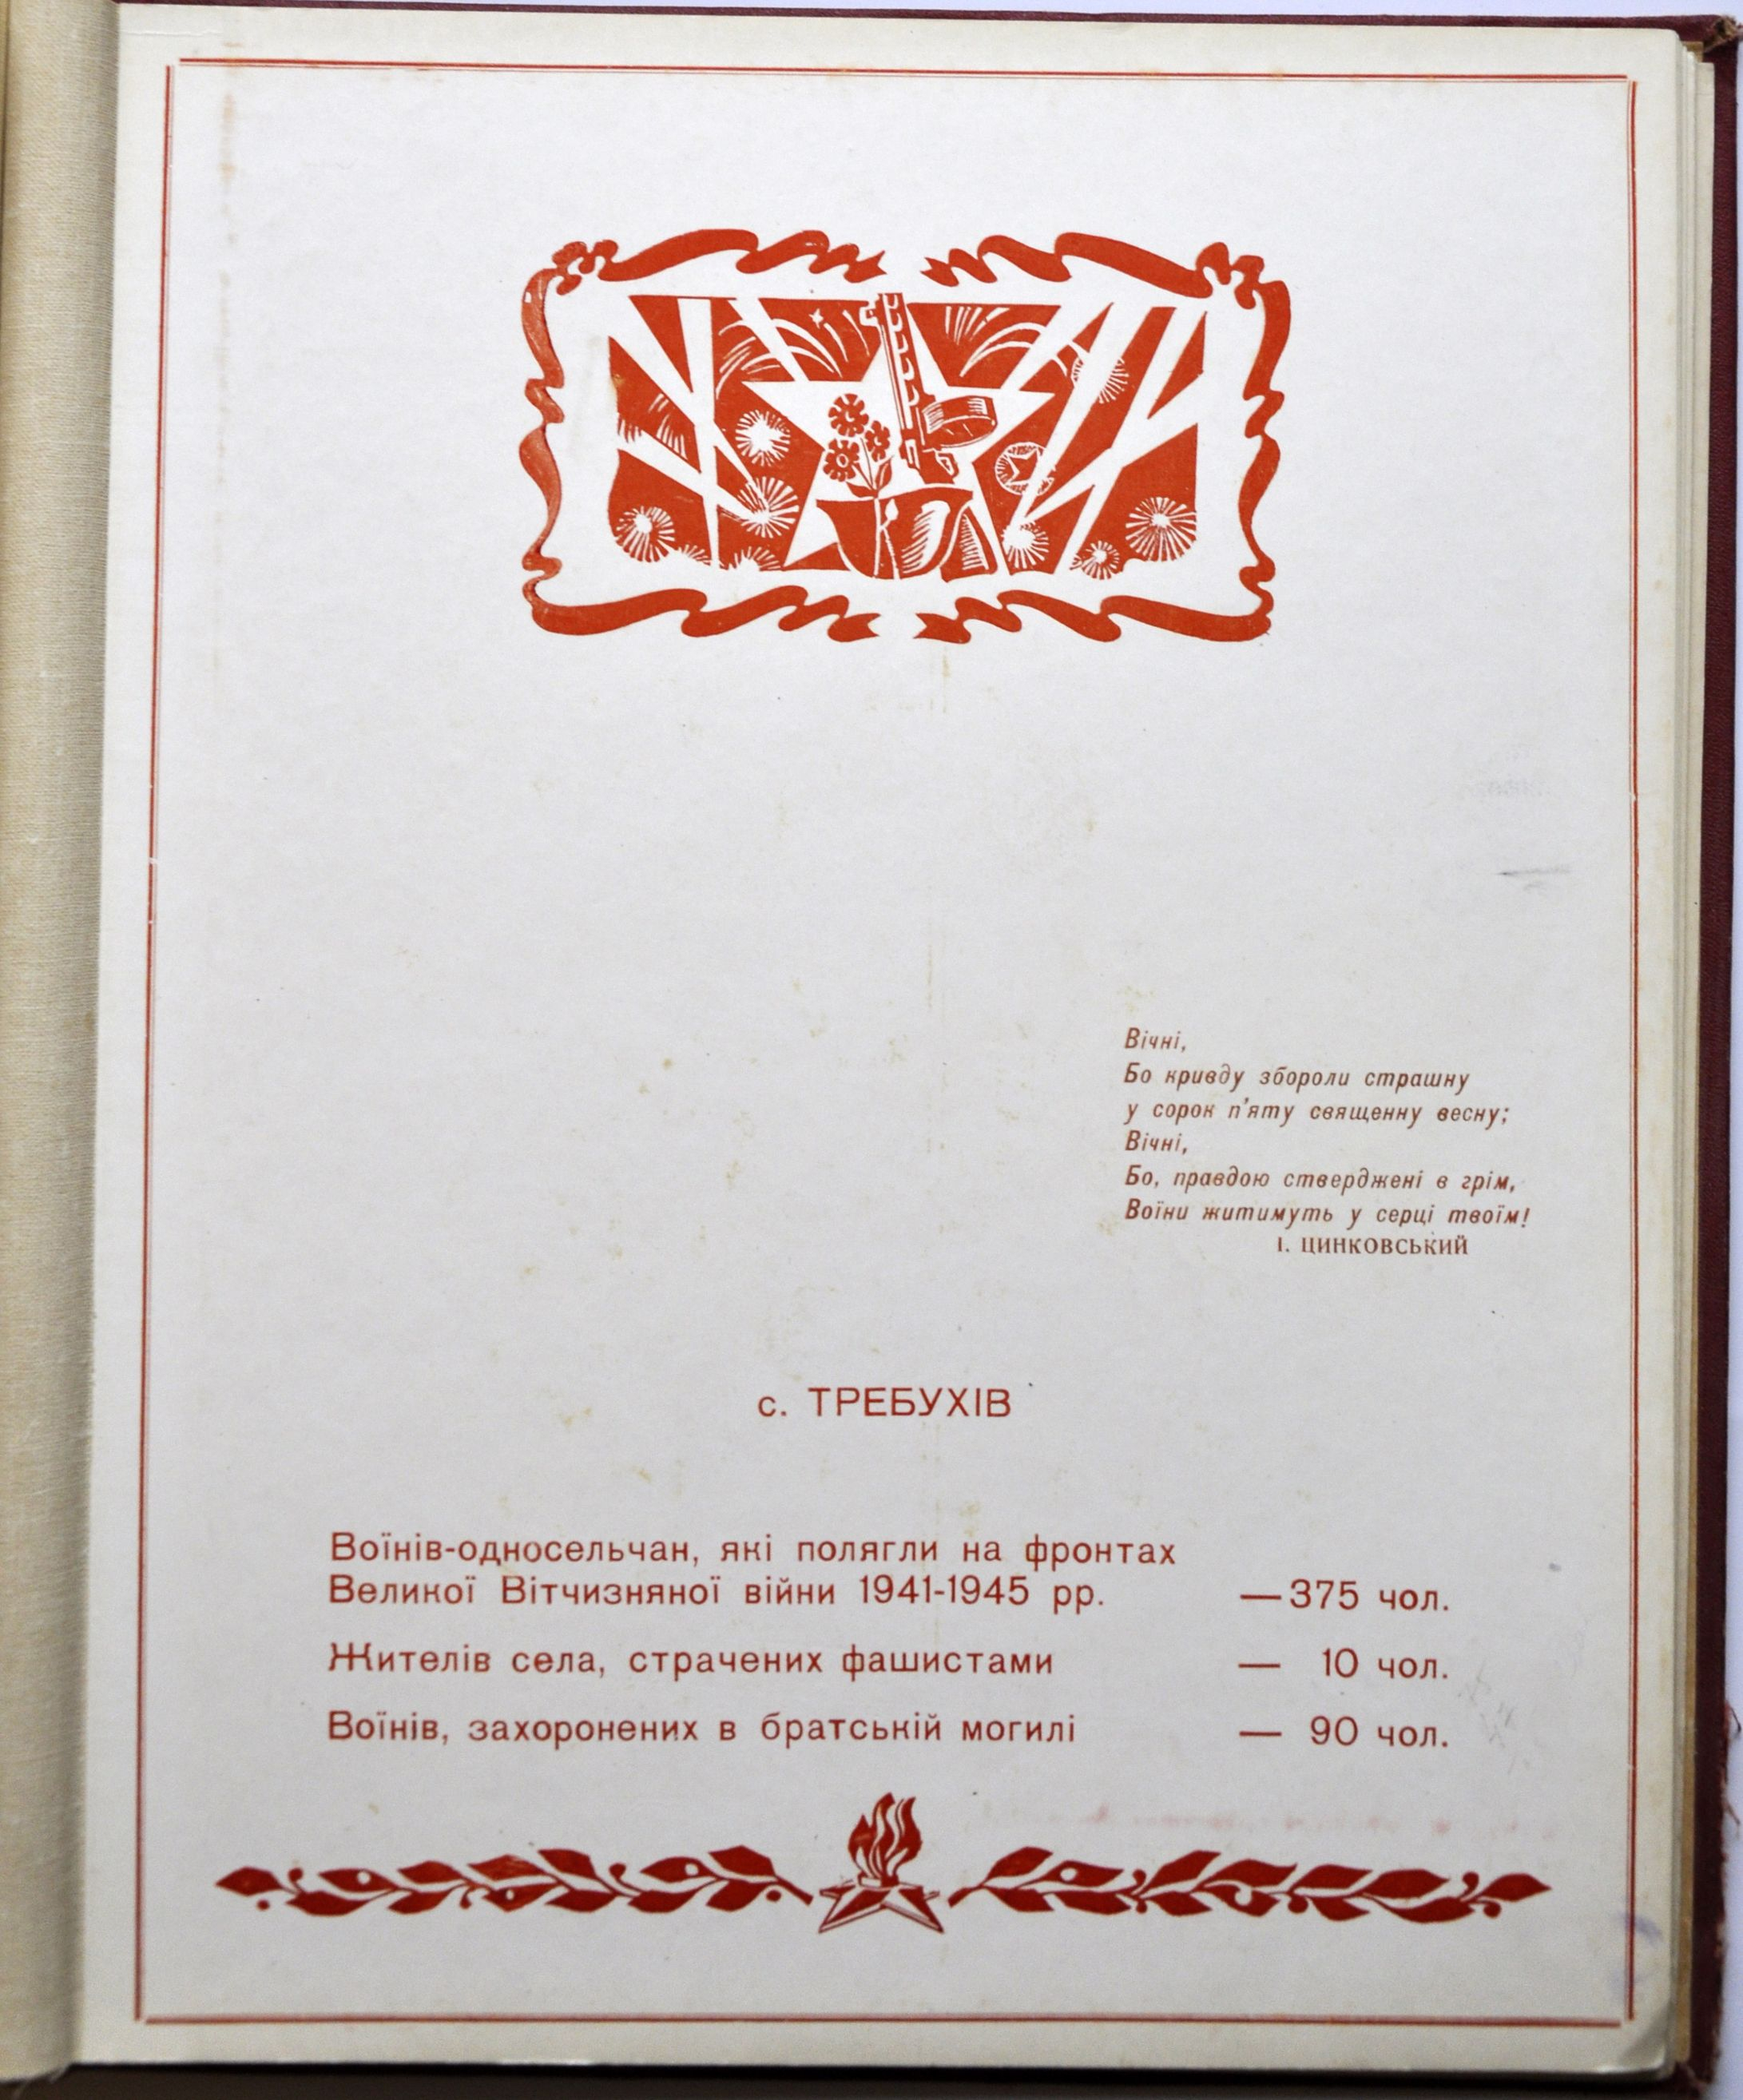 Вічні,
Бо кривду збороли страшну
у сорок п'яту священну весну;
Вічні,
Бо, правдою стверджені в грім,
Воїни житимуть у серці твоїм!
І. ЦИНКОВСЬКИЙ
с. ТРЕБУХІВ
Воїнів-односельчан, які полягли на фронтах
Великої Вітчизняної війни 1941-1945 рр. — 375 чол.
Жителів села, страчених фашистами — 10 чол.
Воїнів, захоронених в братській могилі — 90 чол.